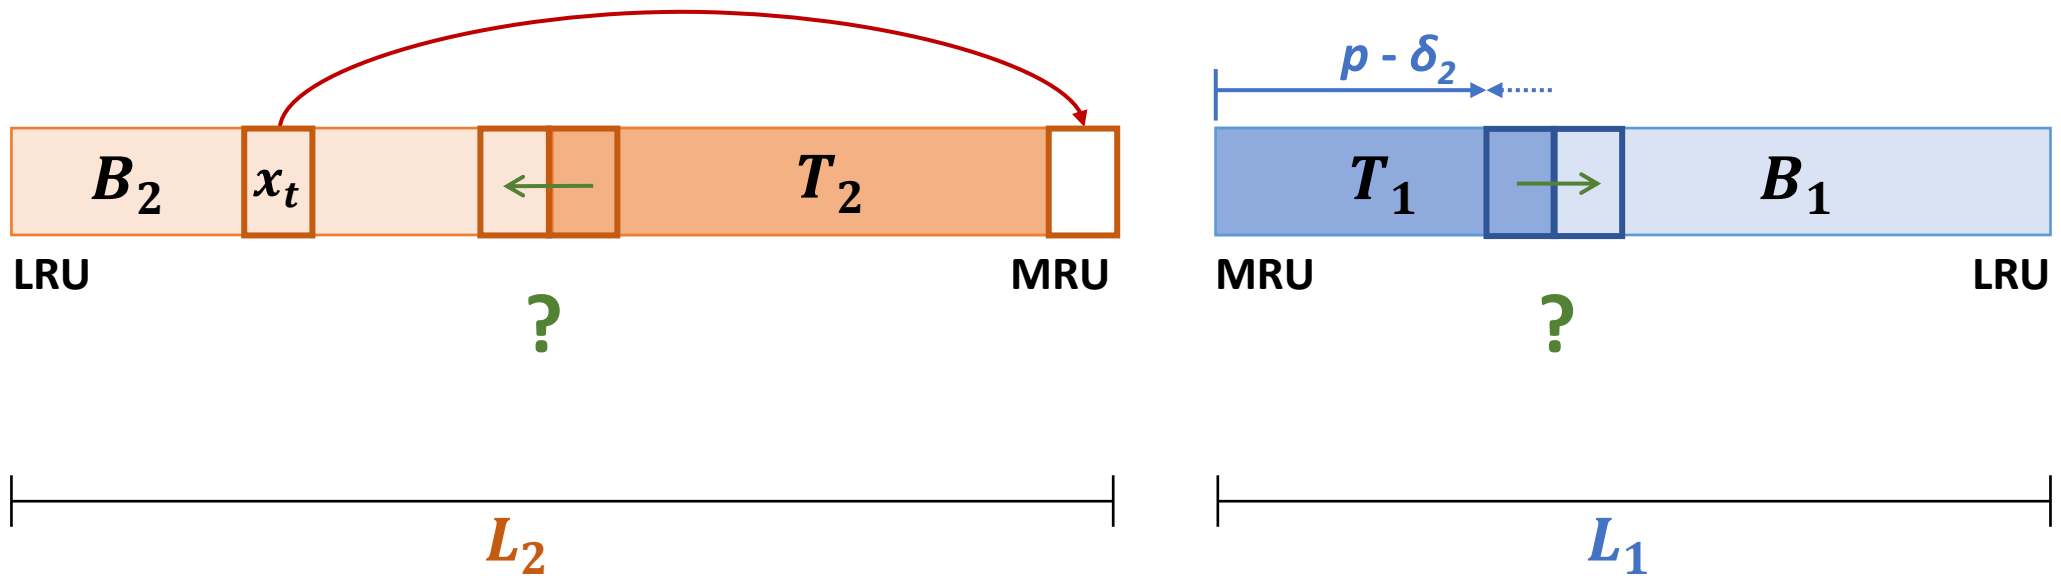 p - δ₂
B₂ xₜ T₂ T₁ B₁
LRU MRU MRU LRU
? ?
L₂ L₁